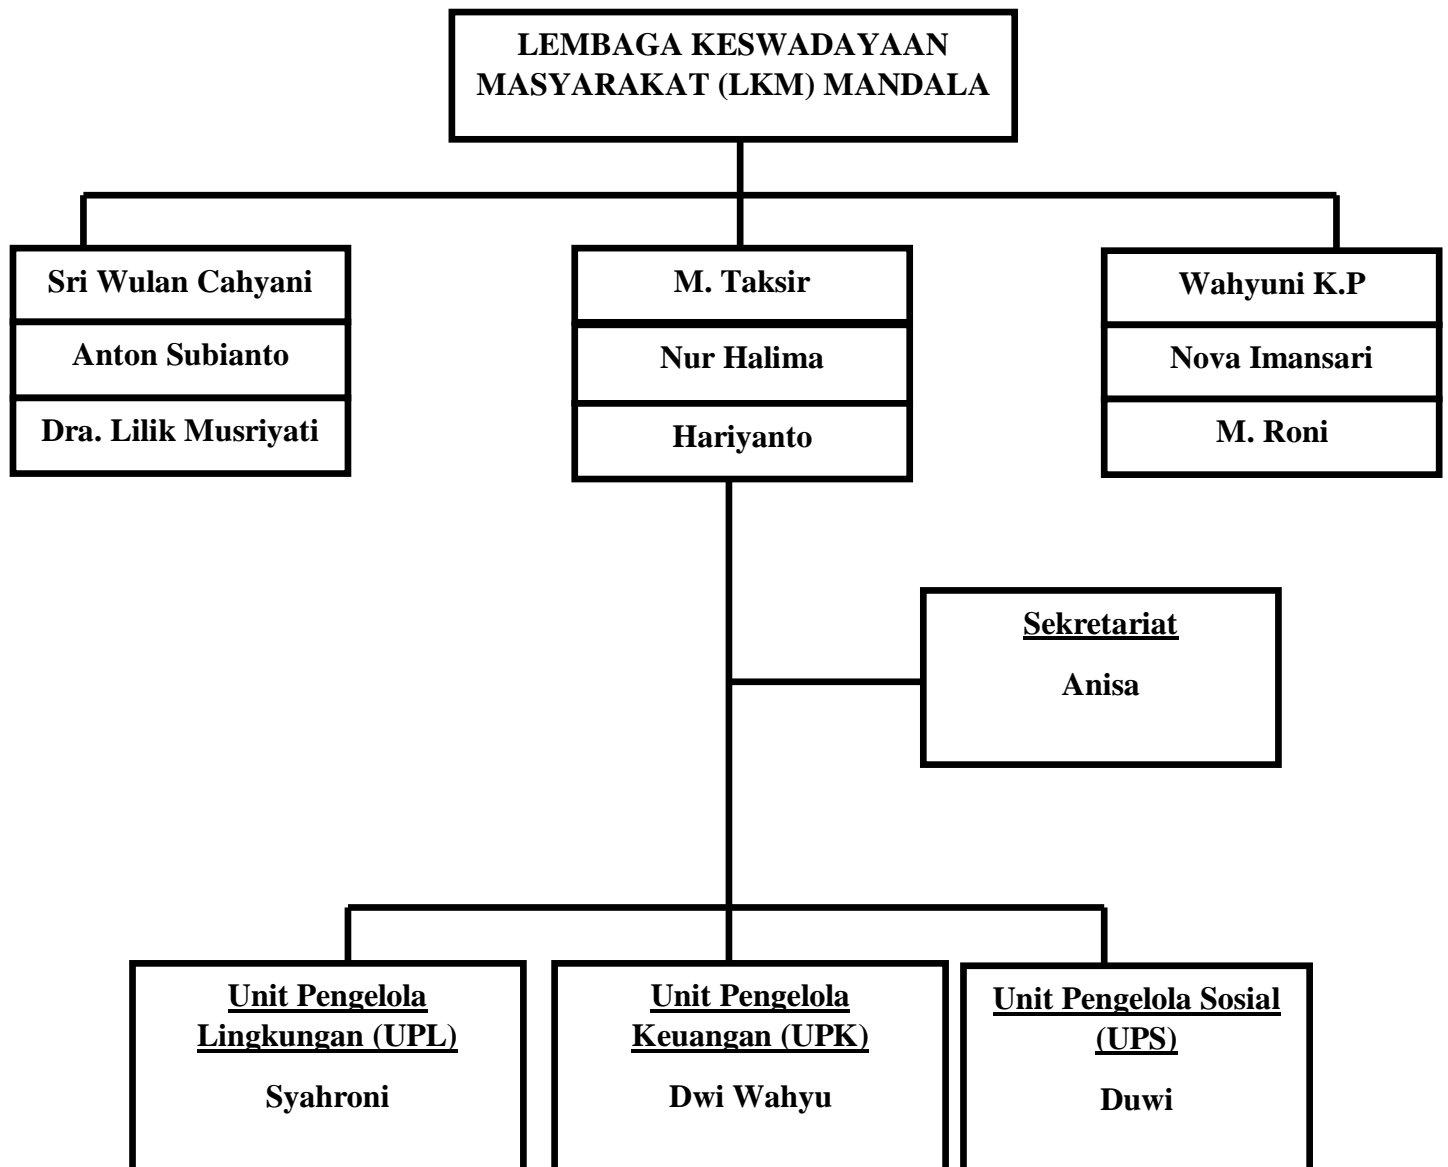 LEMBAGA KESWADAYAAN
MASYARAKAT (LKM) MANDALA
Sri Wulan Cahyani
Anton Subianto
Dra. Lilik Musriyati
M. Taksir
Nur Halima
Hariyanto
Wahyuni K.P
Nova Imansari
M. Roni
Sekretariat
Anisa
Unit Pengelola
Lingkungan (UPL)
Syahroni
Unit Pengelola
Keuangan (UPK)
Dwi Wahyu
Unit Pengelola Sosial
(UPS)
Duwi